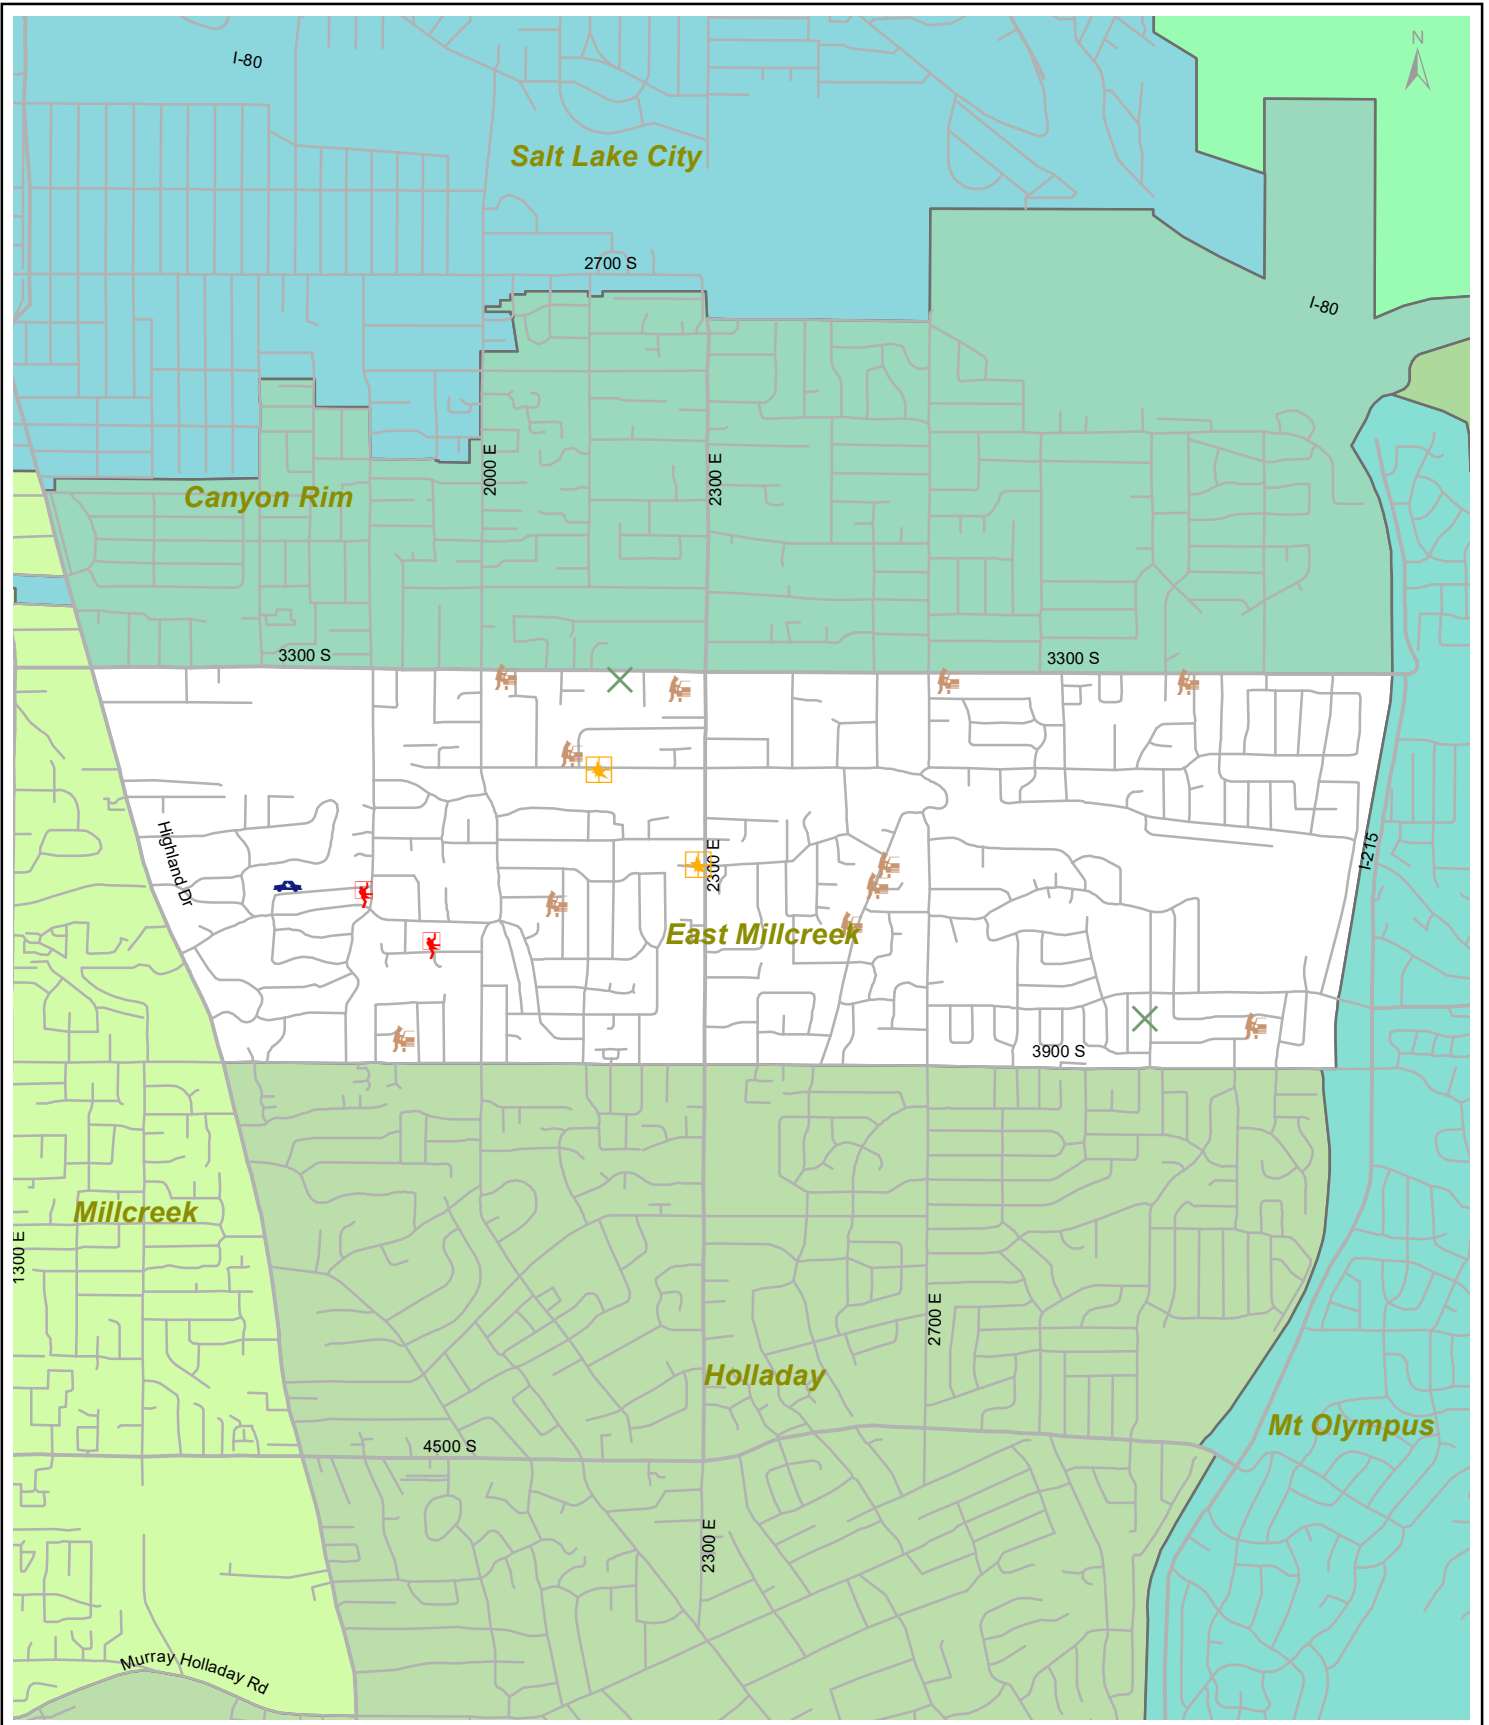 I-80
N
Salt Lake City
2700 S
I-80
2000 E
2300 E
Canyon Rim
3300 S
3300 S
Highland Dr
2300 E
I-215
East Millcreek
3900 S
Millcreek
1300 E
2700 E
Holladay
Mt Olympus
4500 S
2300 E
Murray Holladay Rd